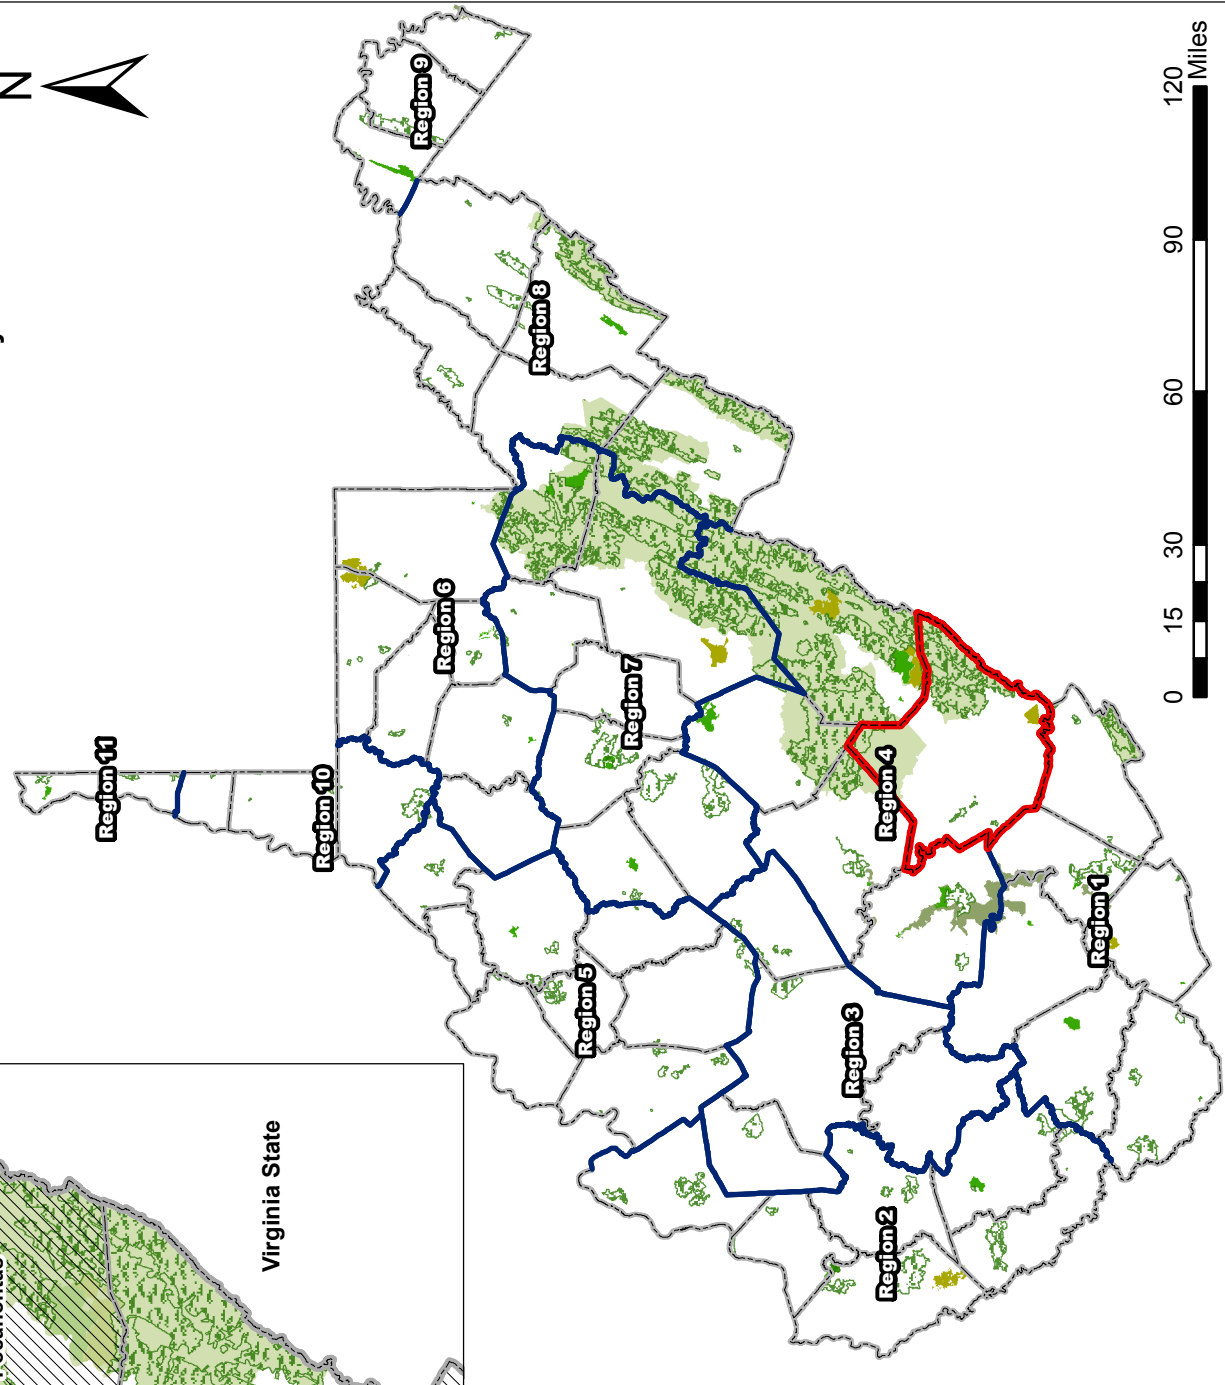 N
Region 9
Region 8
Region 6
Region 7
Region 11
Region 10
Region 4
Region 5
Region 3
Region 1
Region 2
Virginia State
0 15 30 60 90 120
Miles